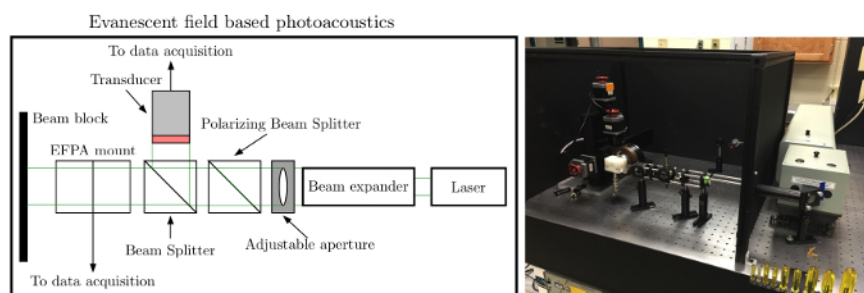 Evanescent field based photoacoustics
To data acquisition
Transducer
Beam block
Polarizing Beam Splitter
EFPA mount
Beam expander
Laser
Beam Splitter
Adjustable aperture
To data acquisition